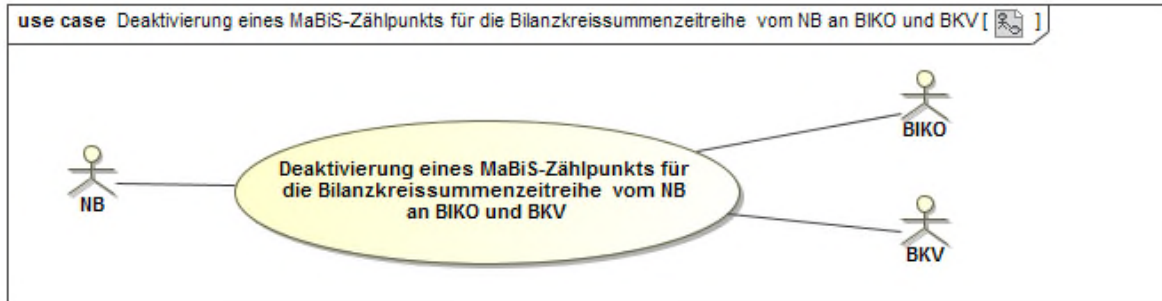 use case Deaktivierung eines MaBiS-Zählpunkts für die Bilanzkreissummenzeitreihe vom NB an BIKO und BKV [ ]
BIKO
Deaktivierung eines MaBiS-Zählpunkts für
die Bilanzkreissummenzeitreihe vom NB
an BIKO und BKV
NB
BKV